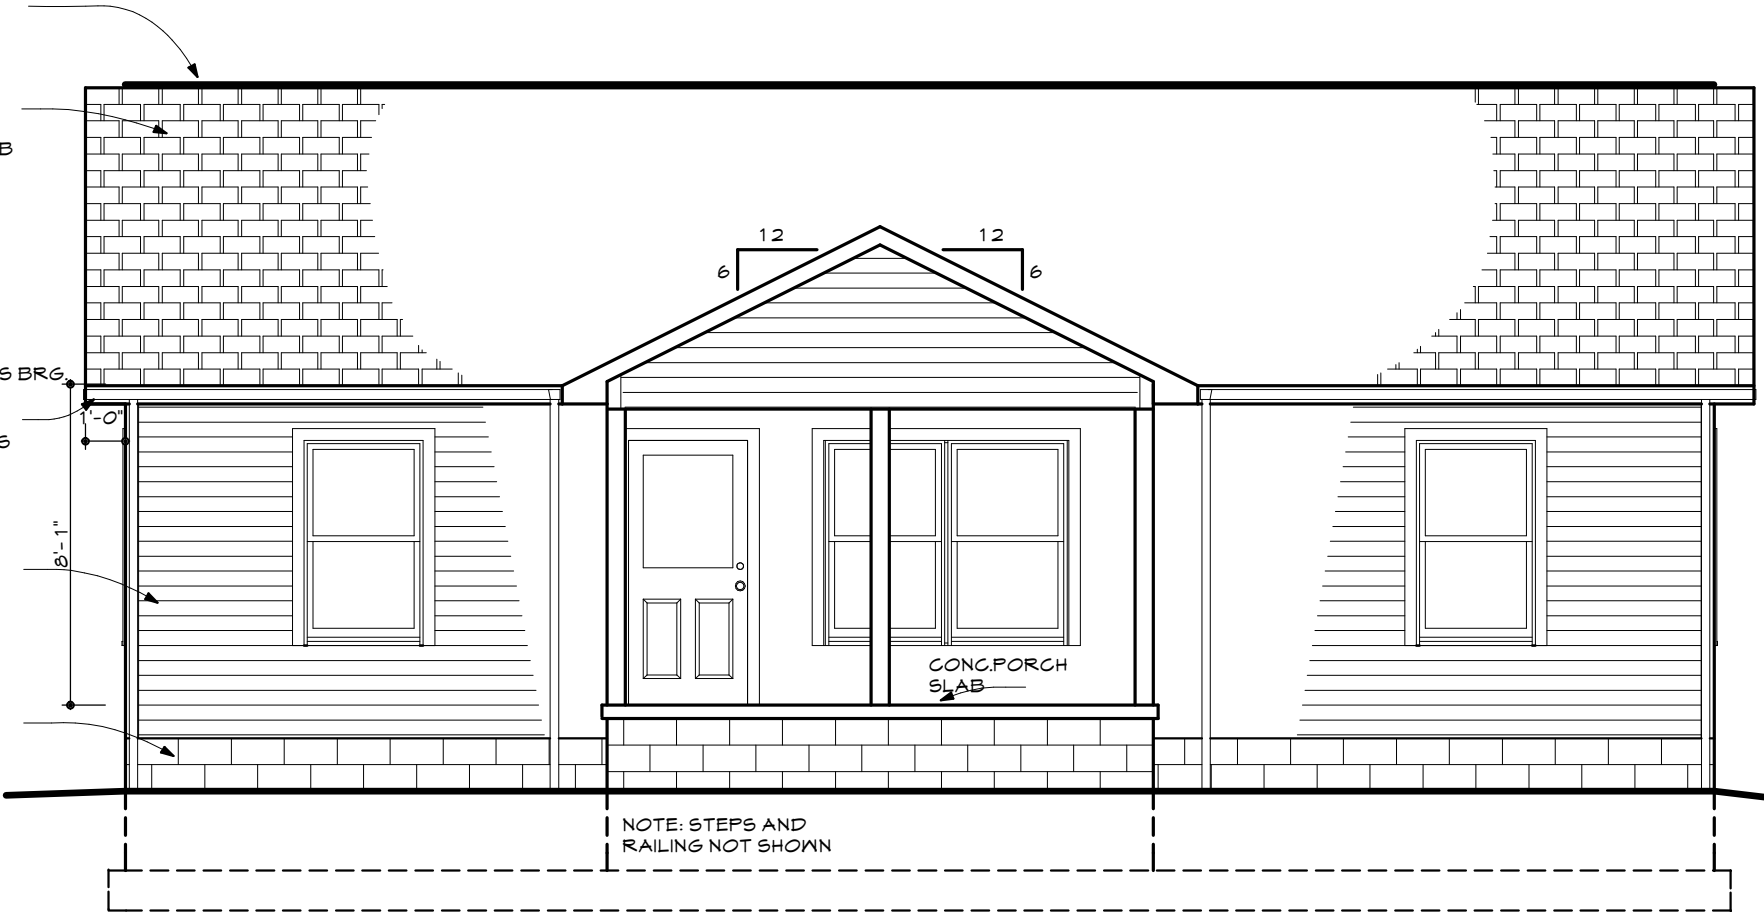 B
12
12
6
6
S BRG.
1'-0"
S
8'-1"
CONC.PORCH
SLAB
NOTE: STEPS AND
RAILING NOT SHOWN